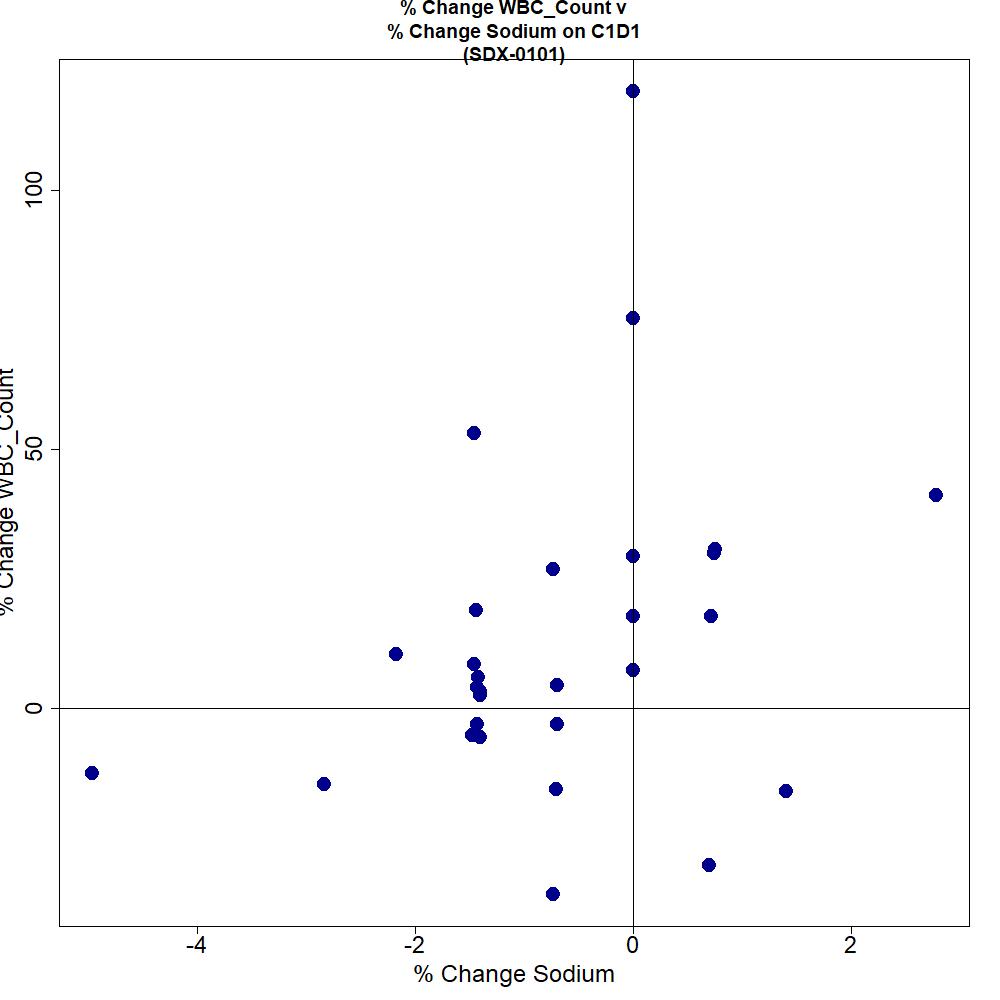 % Change WBC_Count v
% Change Sodium on C1D1
(SDX-0101)
100
50
0
% Change WBC_Count
-4
-2
0
2
% Change Sodium